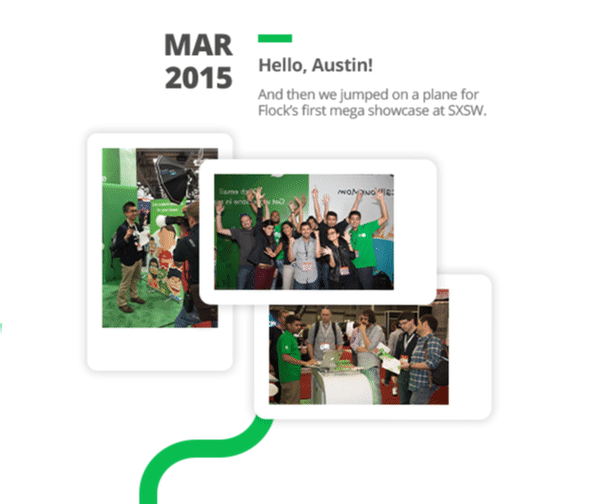 MAR
2015
Hello, Austin!
And then we jumped on a plane for
Flock's first mega showcase at SXSW.